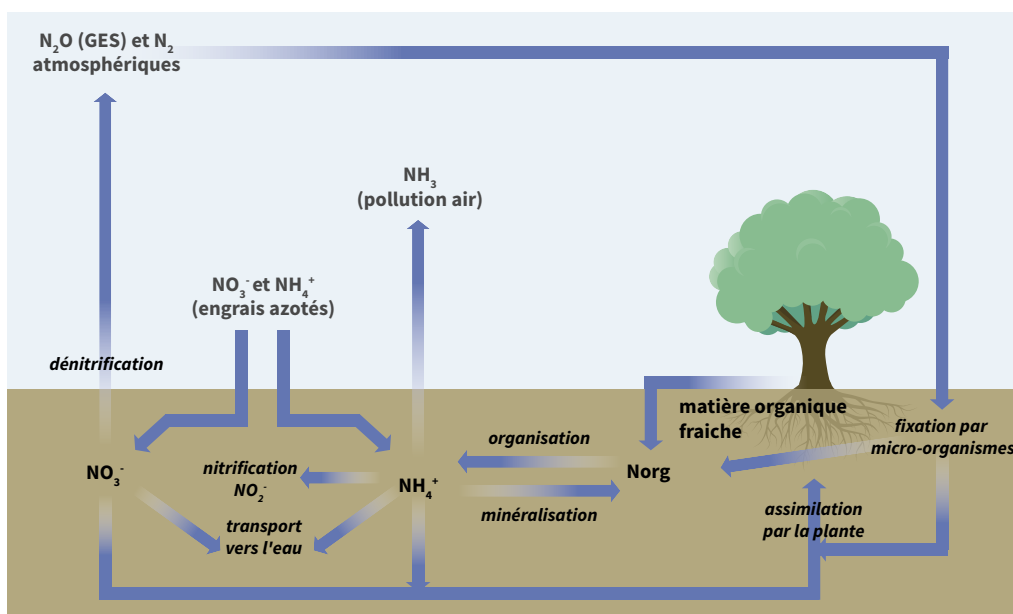 N₂O (GES) et N₂
atmosphériques
NH₃
(pollution air)
NO₃⁻ et NH₄⁺
(engrais azotés)
dénitrification
matière organique
fraiche
fixation par
micro-organismes
organisation
nitrification
NO₂⁻
NO₃⁻
NH₄⁺
Norg
minéralisation
transport
vers l'eau
assimilation
par la plante